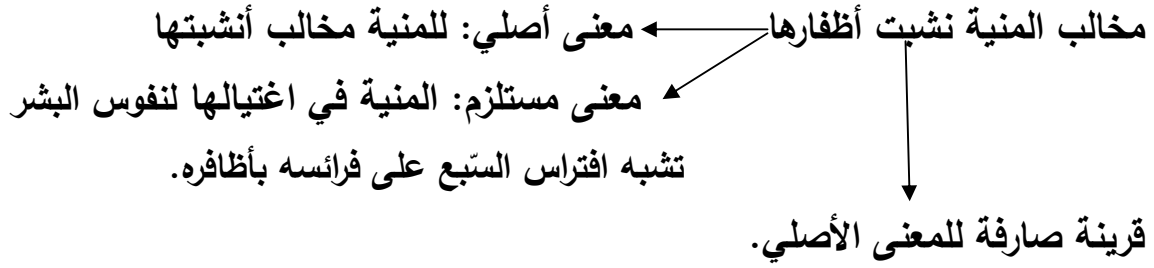 مخالب المنية نشبت أظفارها معنى أصلي: للمنية مخالب أنشبتها
معنى مستلزم: المنية في اغتيالها لنفوس البشر
تشبه افتراس السّبع على فرائسه بأظافره.
قرينة صارفة للمعنى الأصلي.